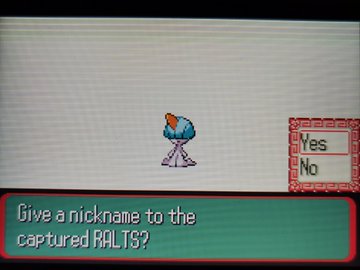 Yes
No
Give a nickname to the
captured RALTS?